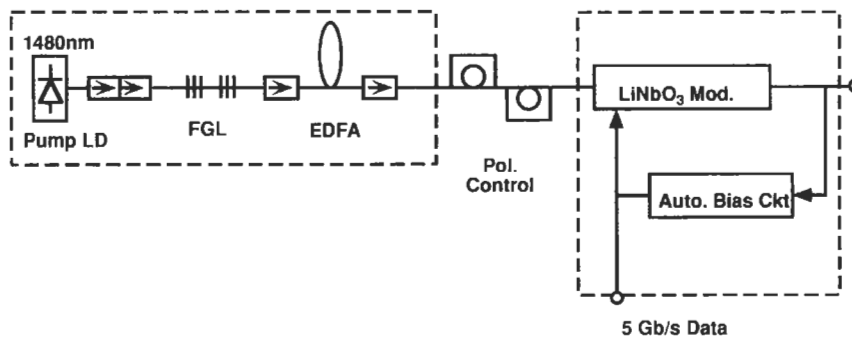 1480nm
Pump LD
FGL
EDFA
Pol.
Control
LiNbO₃ Mod.
Auto. Bias Ckt
5 Gb/s Data